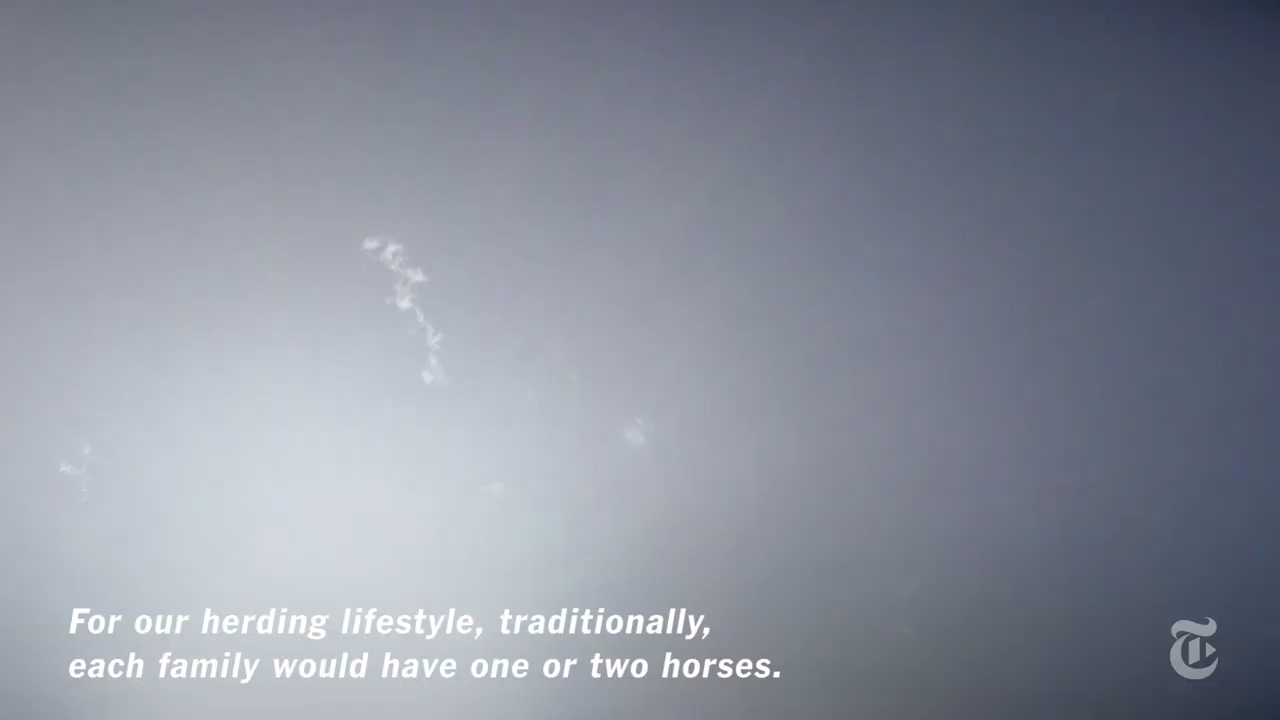 For our herding lifestyle, traditionally,
each family would have one or two horses.